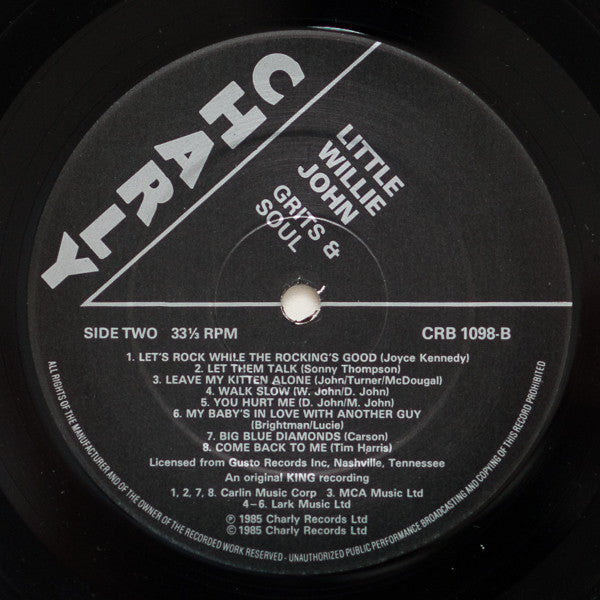 CHARLY
LITTLE
WILLIE
JOHN
GRITS &
SOUL
SIDE TWO 33⅓ RPM
CRB 1098-B
1. LET'S ROCK WHILE THE ROCKING'S GOOD (Joyce Kennedy)
2. LET THEM TALK (Sonny Thompson)
3. LEAVE MY KITTEN ALONE (John/Turner/McDougal)
4. WALK SLOW (W. John/D. John)
5. YOU HURT ME (D. John/M. John)
6. MY BABY'S IN LOVE WITH ANOTHER GUY
(Brightman/Lucie)
7. BIG BLUE DIAMONDS (Carson)
8. COME BACK TO ME (Tim Harris)
Licensed from Gusto Records Inc, Nashville, Tennessee
An original KING recording
1, 2, 7, 8. Carlin Music Corp 3. MCA Music Ltd
4–6. Lark Music Ltd
℗ 1985 Charly Records Ltd
© 1985 Charly Records Ltd
ALL RIGHTS OF THE MANUFACTURER AND OF THE OWNER OF THE RECORDED WORK RESERVED - UNAUTHORIZED PUBLIC PERFORMANCE BROADCASTING AND COPYING OF THIS RECORD PROHIBITED